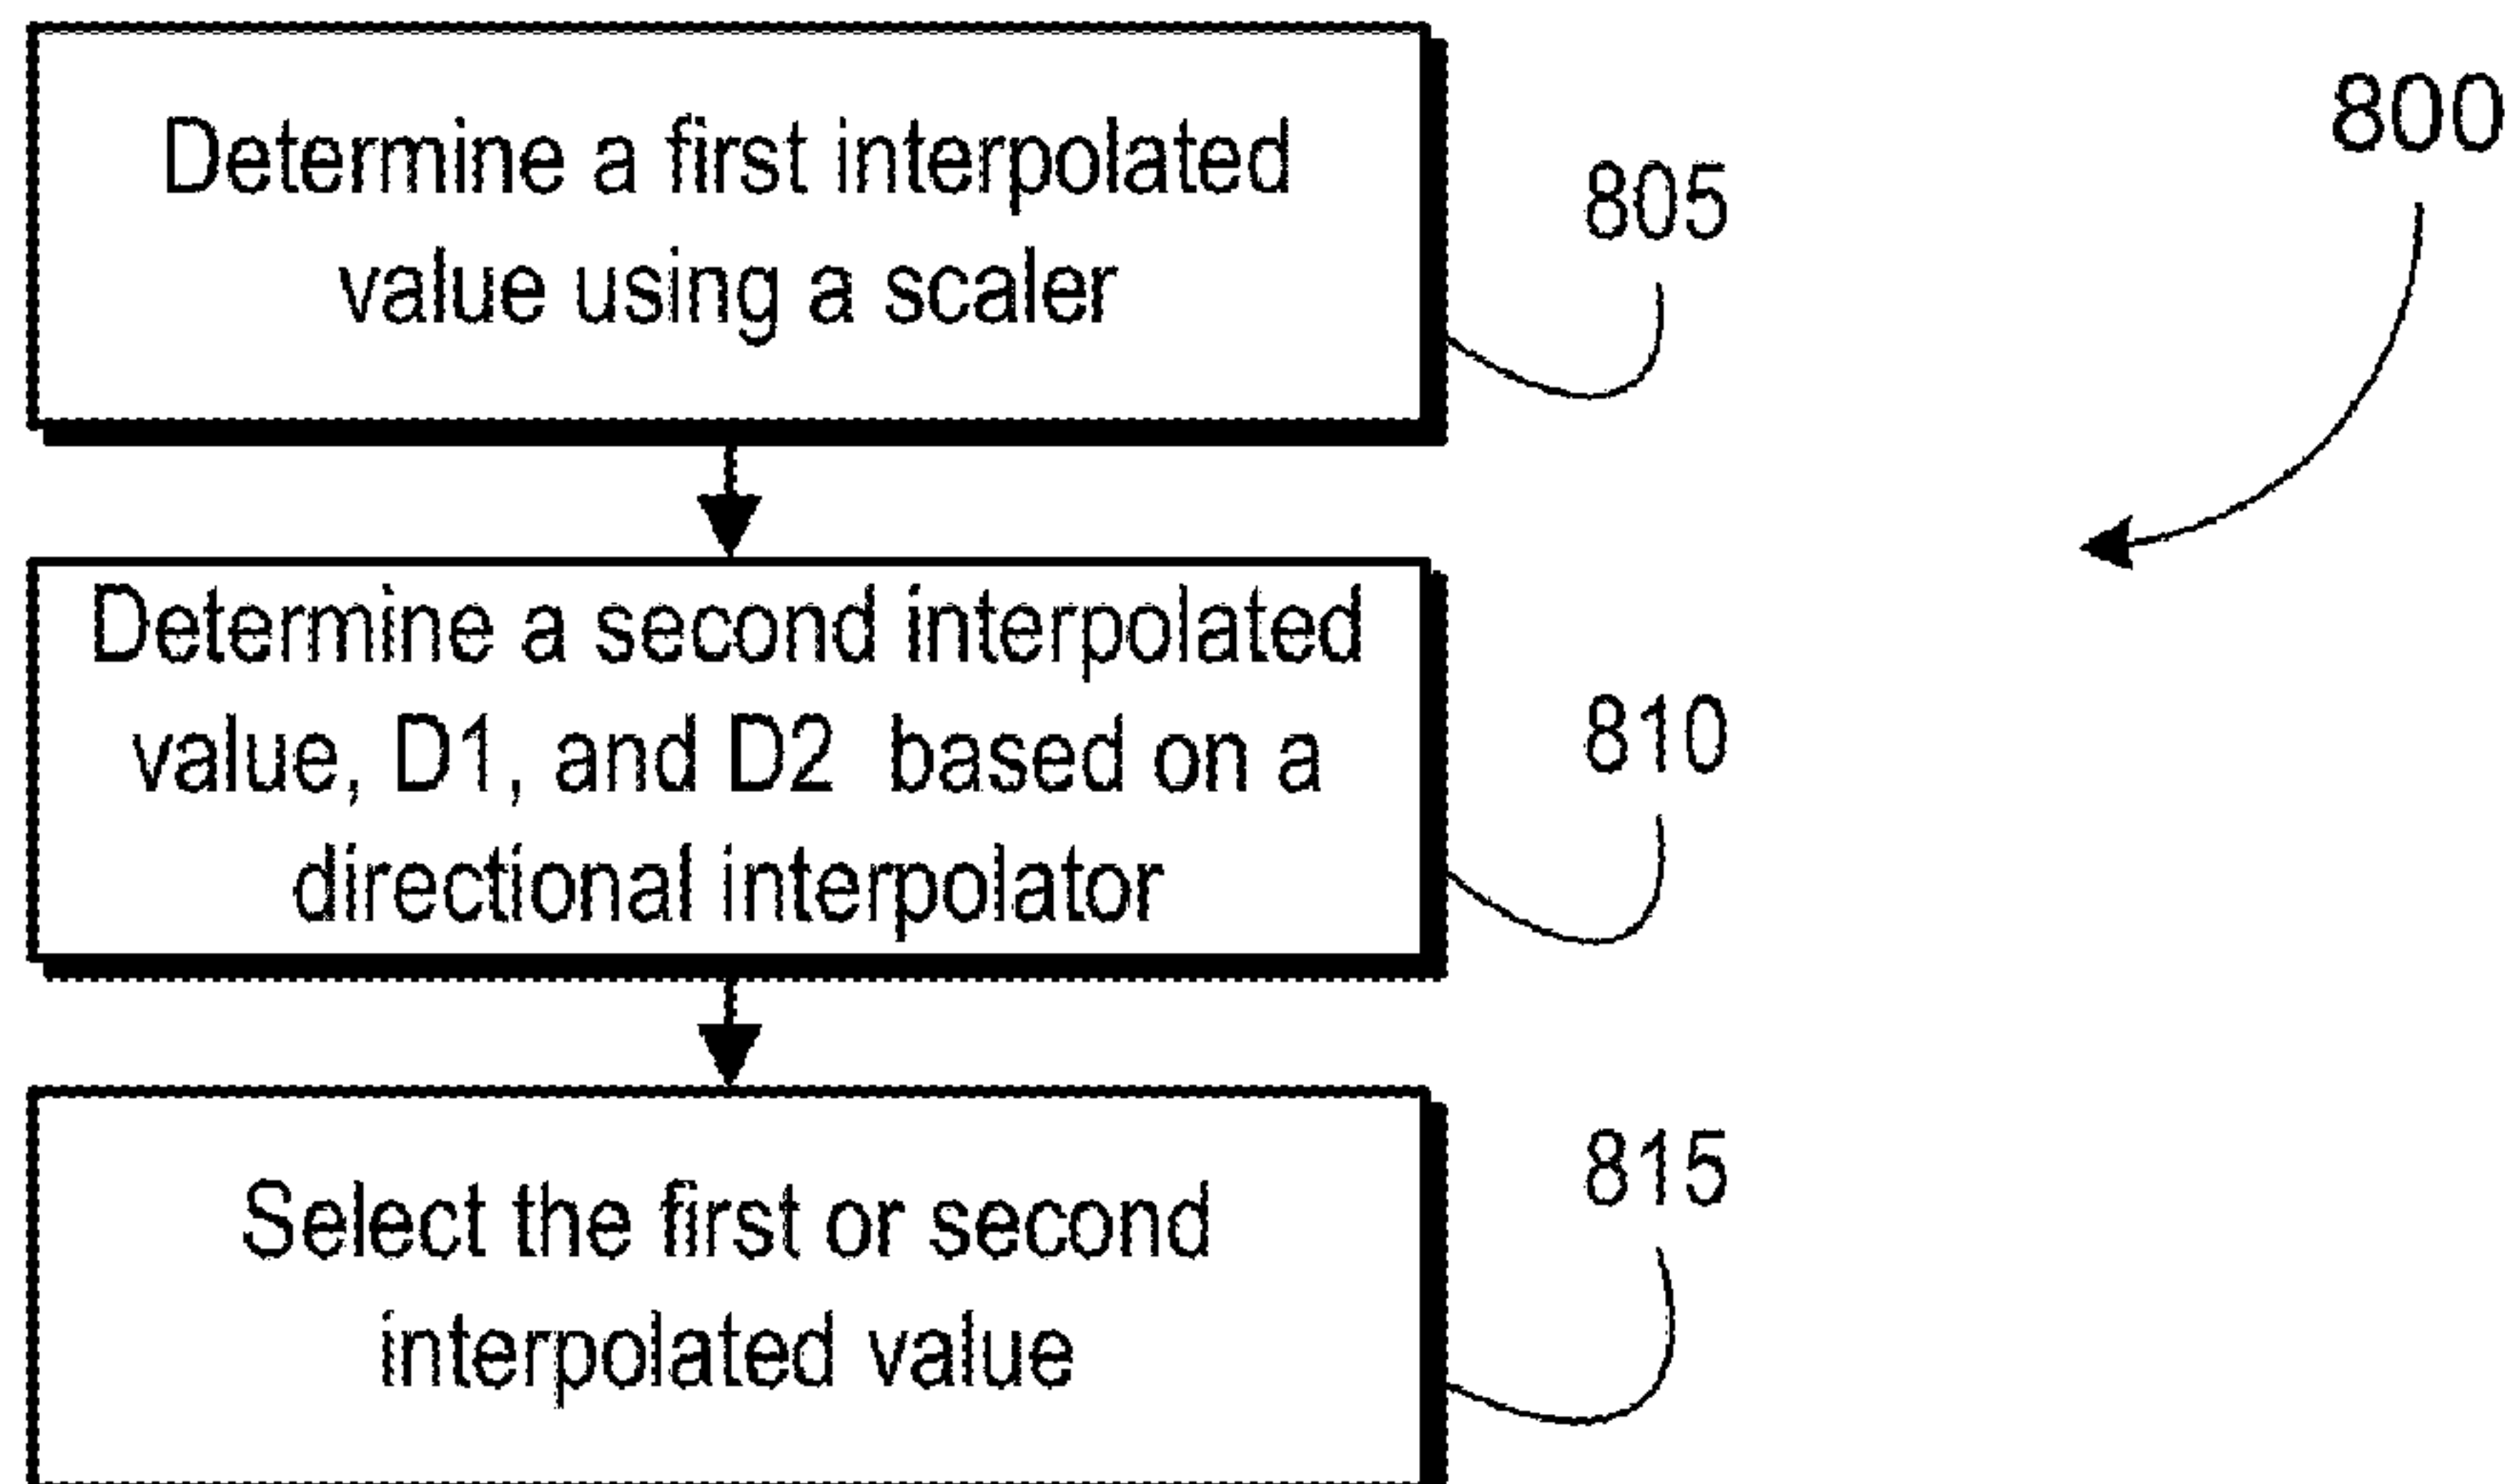 Determine a first interpolated
value using a scaler
805
800
Determine a second interpolated
value, D1, and D2 based on a
directional interpolator
810
Select the first or second
interpolated value
815